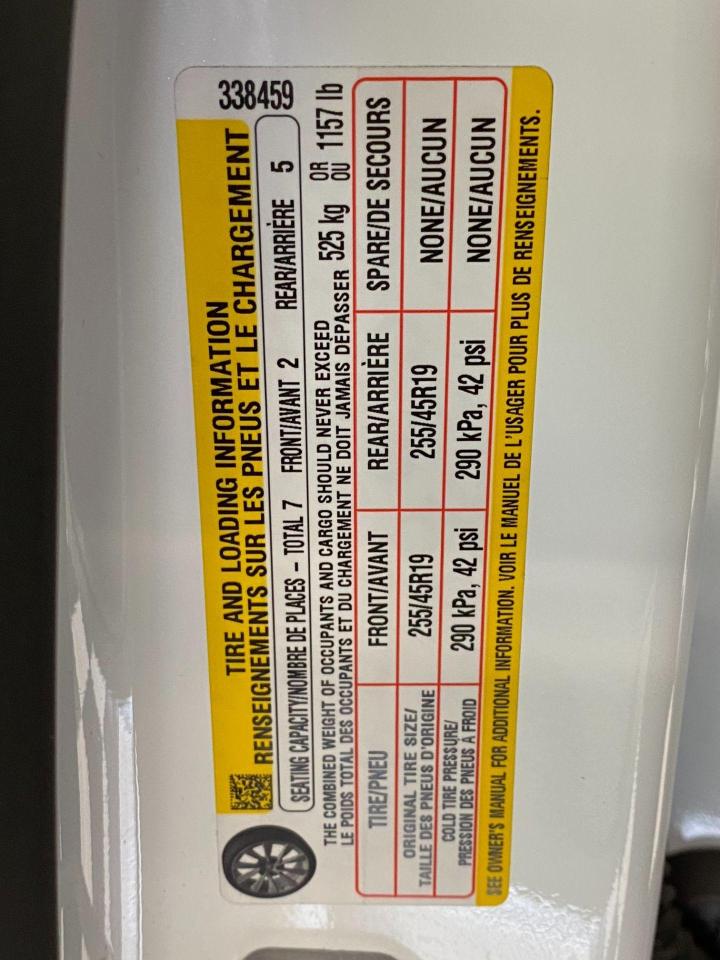 338459
TIRE AND LOADING INFORMATION
RENSEIGNEMENTS SUR LES PNEUS ET LE CHARGEMENT
SEATING CAPACITY/NOMBRE DE PLACES – TOTAL 7 FRONT/AVANT 2 REAR/ARRIÈRE 5
THE COMBINED WEIGHT OF OCCUPANTS AND CARGO SHOULD NEVER EXCEED
LE POIDS TOTAL DES OCCUPANTS ET DU CHARGEMENT NE DOIT JAMAIS DÉPASSER
525 kg OR OU 1157 lb
TIRE/PNEU FRONT/AVANT REAR/ARRIÈRE SPARE/DE SECOURS
ORIGINAL TIRE SIZE/
TAILLE DES PNEUS D'ORIGINE
255/45R19 255/45R19 NONE/AUCUN
COLD TIRE PRESSURE/
PRESSION DES PNEUS À FROID
290 kPa, 42 psi 290 kPa, 42 psi NONE/AUCUN
SEE OWNER'S MANUAL FOR ADDITIONAL INFORMATION. VOIR LE MANUEL DE L'USAGER POUR PLUS DE RENSEIGNEMENTS.